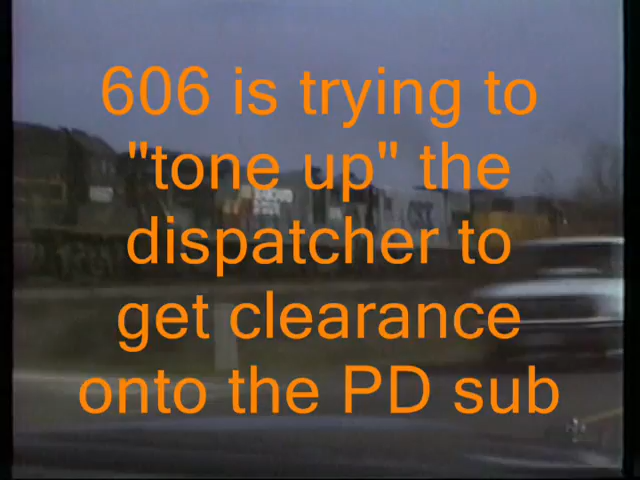 606 is trying to
"tone up" the
dispatcher to
get clearance
onto the PD sub